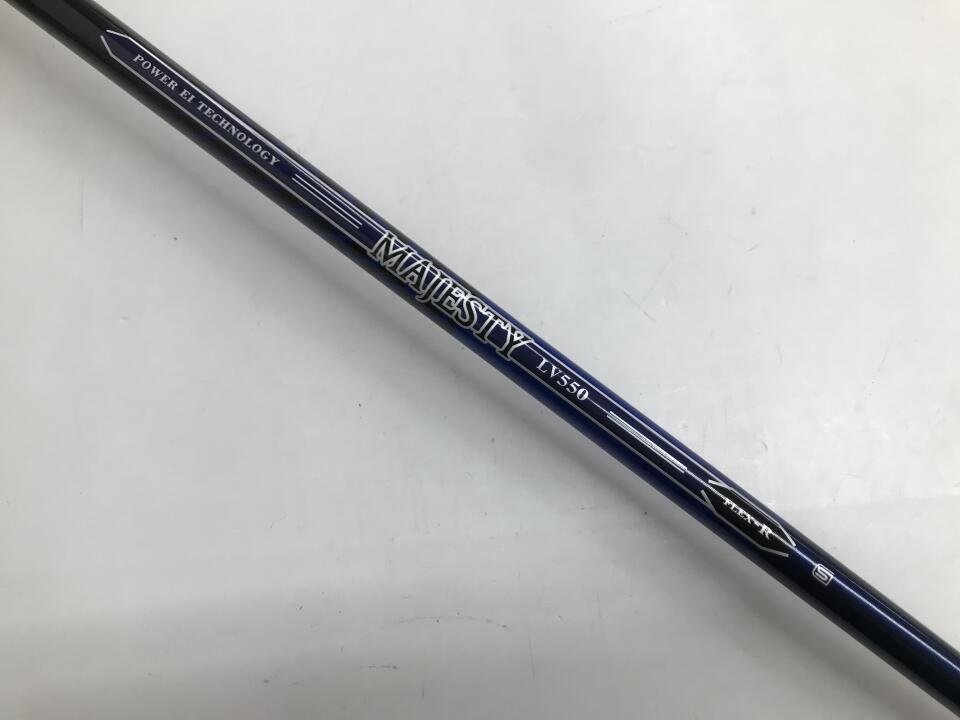 POWER EI TECHNOLOGY
MAJESTY LV550
FLEX-R
S